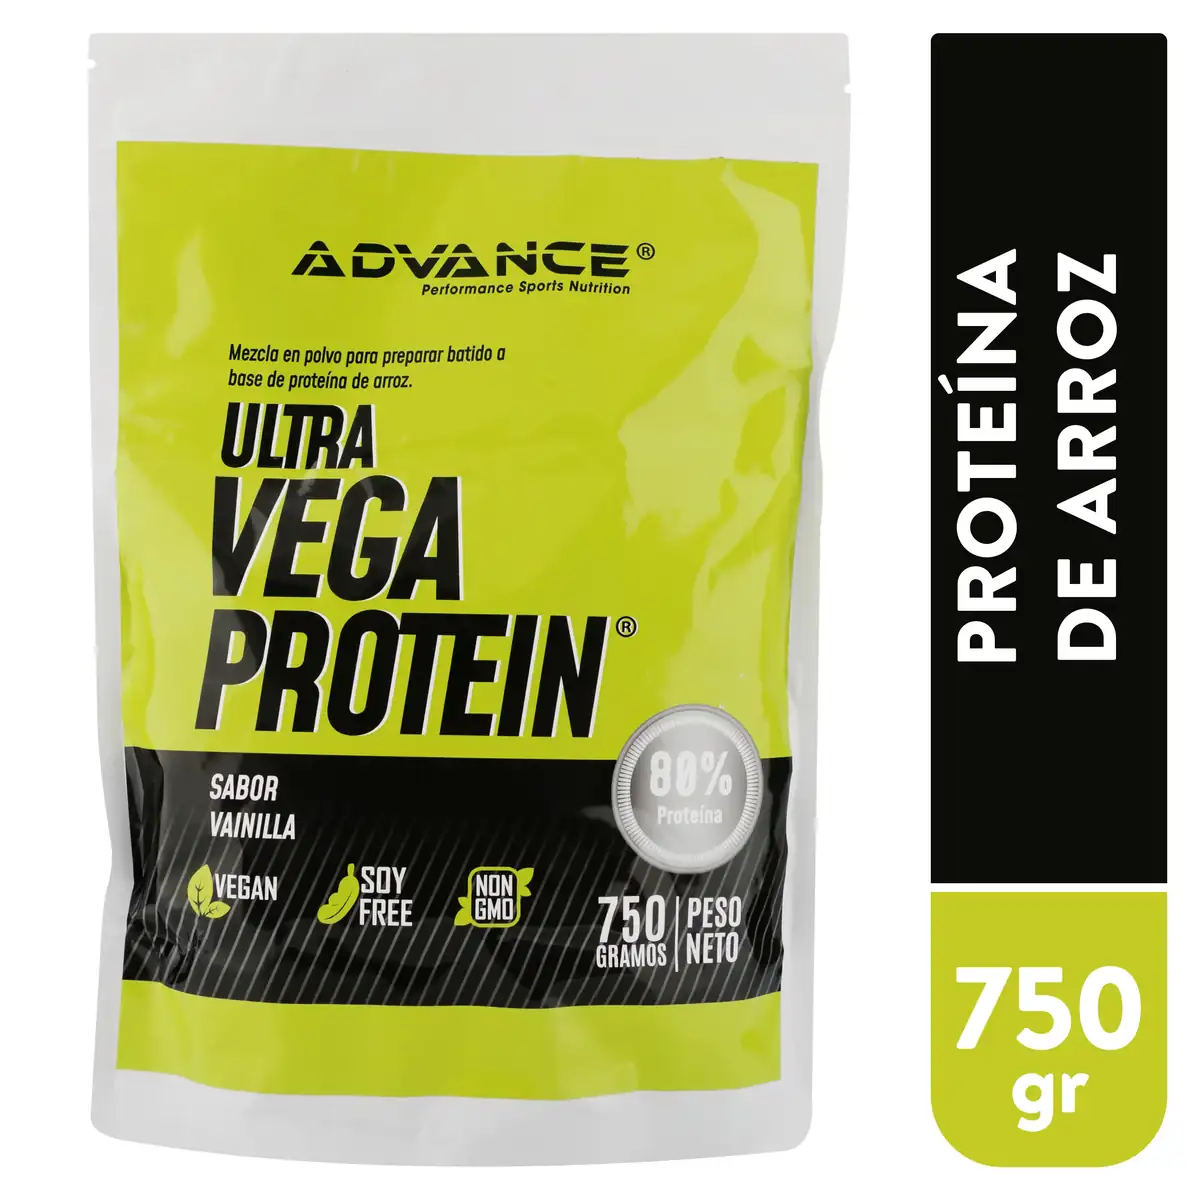 ADVANCE®
Performance Sports Nutrition
Mezcla en polvo para preparar batido a
base de proteína de arroz.
ULTRA
VEGA
PROTEIN®
80%
Proteína
SABOR
VAINILLA
VEGAN
SOY
FREE
NON
GMO
750
GRAMOS
PESO
NETO
PROTEÍNA
DE ARROZ
750
gr